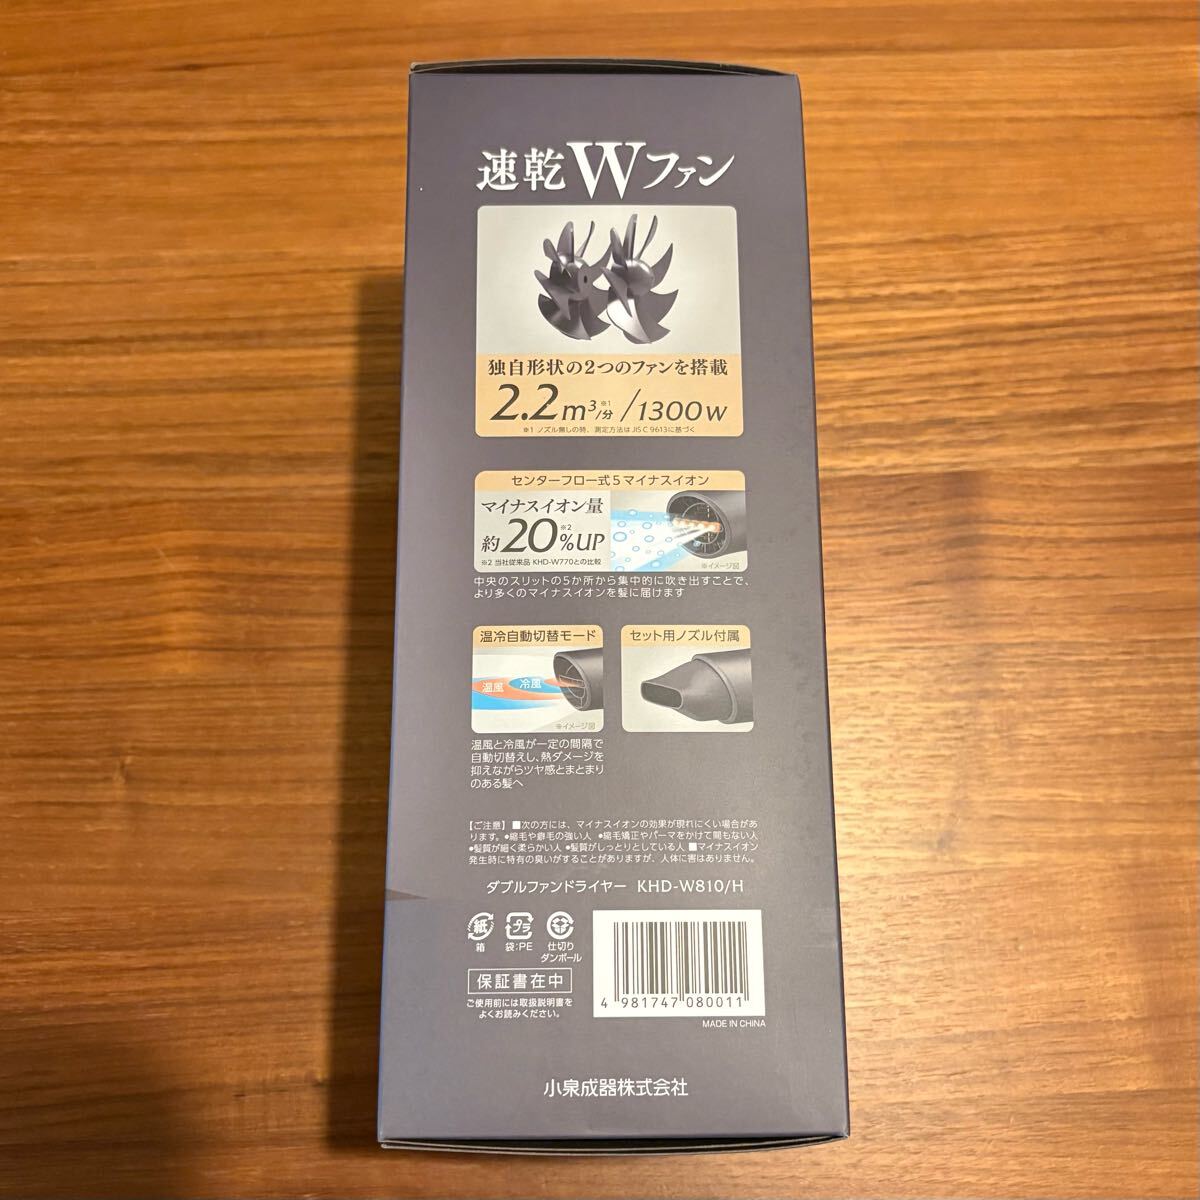 速乾Wファン
独自形状の2つのファンを搭載
2.2m³/分※1/1300W
※1 ノズル無しの時、測定方法はJIS C 9613に基づく
センターフロー式5マイナスイオン
マイナスイオン量
約20%UP※2
※2 当社従来品 KHD-W770との比較
※イメージ図
中央のスリットの5か所から集中的に吹き出すことで、
より多くのマイナスイオンを髪に届けます
温冷自動切替モード
温風 冷風
※イメージ図
温風と冷風が一定の間隔で
自動切替えし、熱ダメージを
抑えながらツヤ感とまとまり
のある髪へ
セット用ノズル付属
【ご注意】■次の方には、マイナスイオンの効果が現れにくい場合があ
ります。●縮毛や癖毛の強い人 ●縮毛矯正やパーマをかけて間もない人
●髪質が細く柔らかい人 ●髪質がしっとりとしている人 ■マイナスイオン
発生時に特有の臭いがすることがありますが、人体に害はありません。
ダブルファンドライヤー KHD-W810/H
紙 プラ
箱 袋:PE 仕切り
ダンボール
保証書在中
ご使用前には取扱説明書を
よくお読みください。
4 981747 080011
MADE IN CHINA
小泉成器株式会社